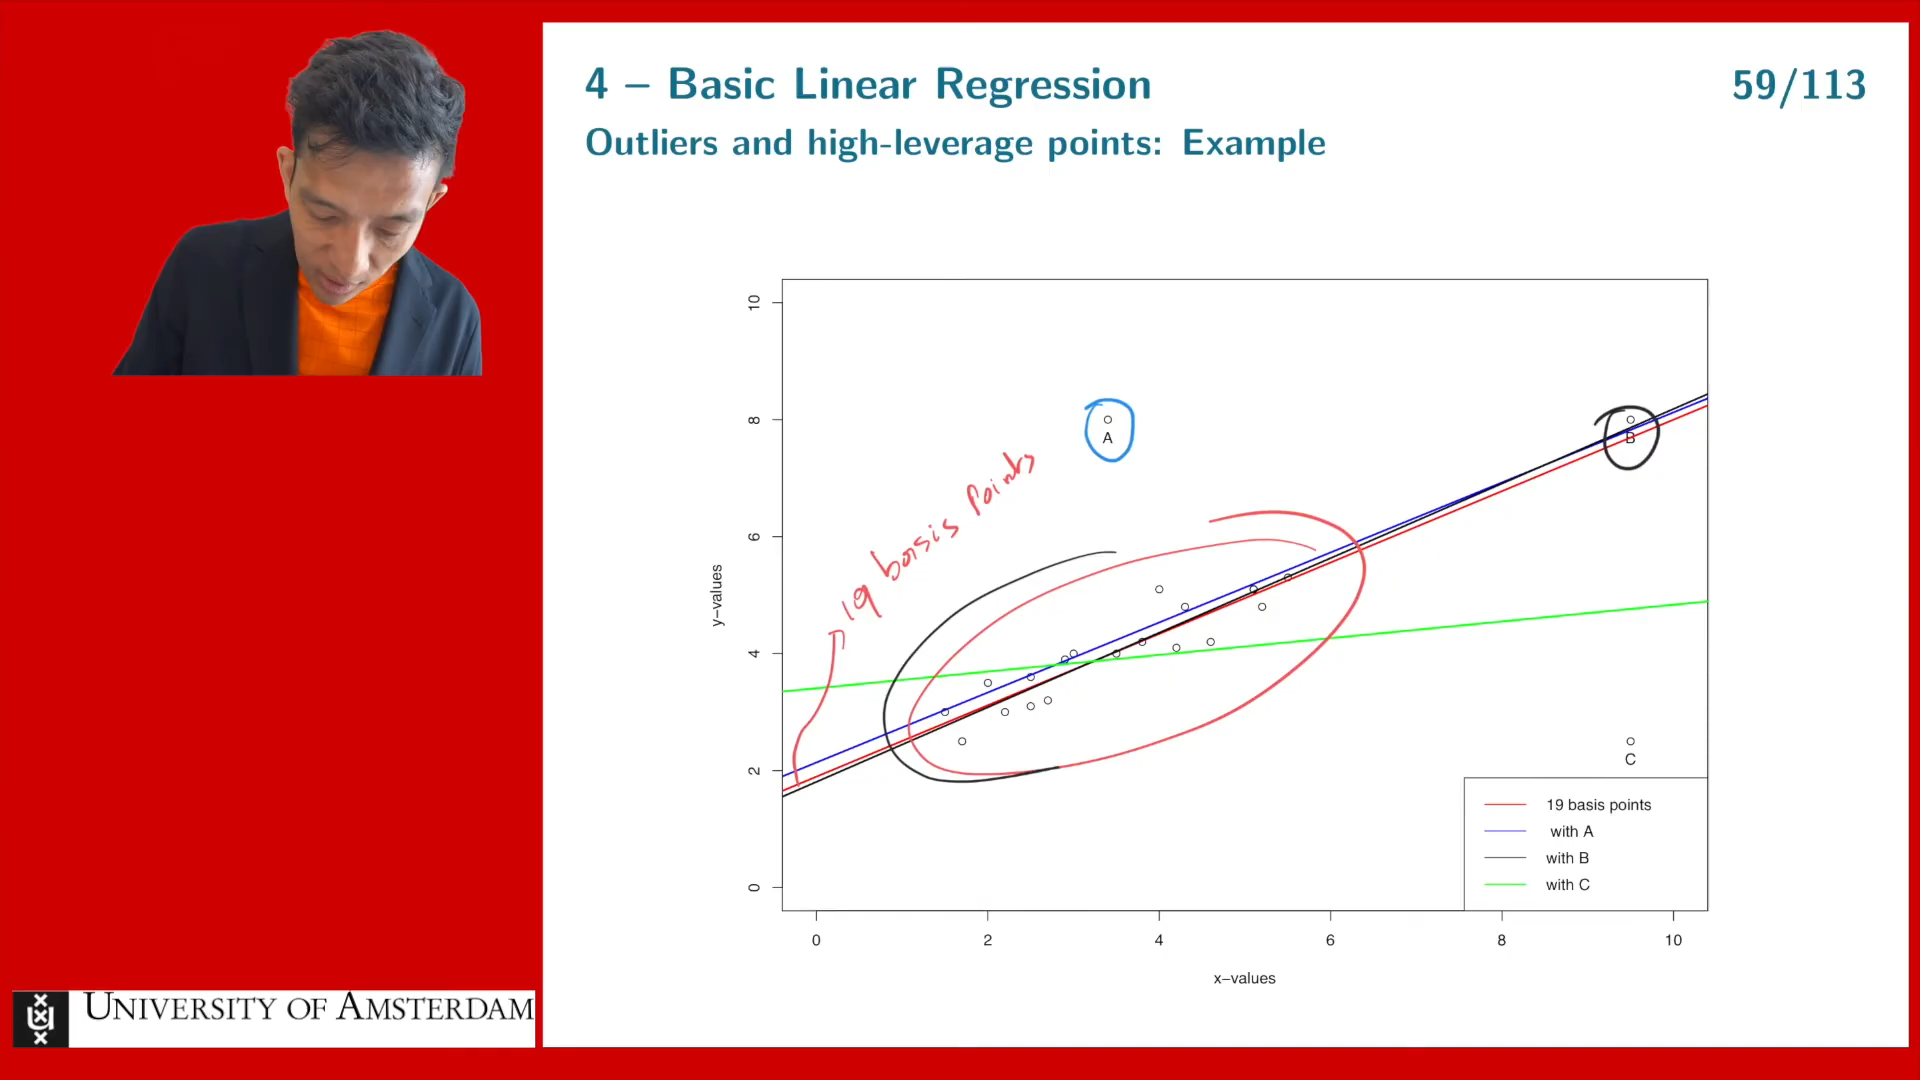 4 – Basic Linear Regression
59/113
Outliers and high-leverage points: Example
10
8
6
4
2
0
y−values
A
B
19 basis Points
C
19 basis points
with A
with B
with C
0 2 4 6 8 10
x−values
UNIVERSITY OF AMSTERDAM